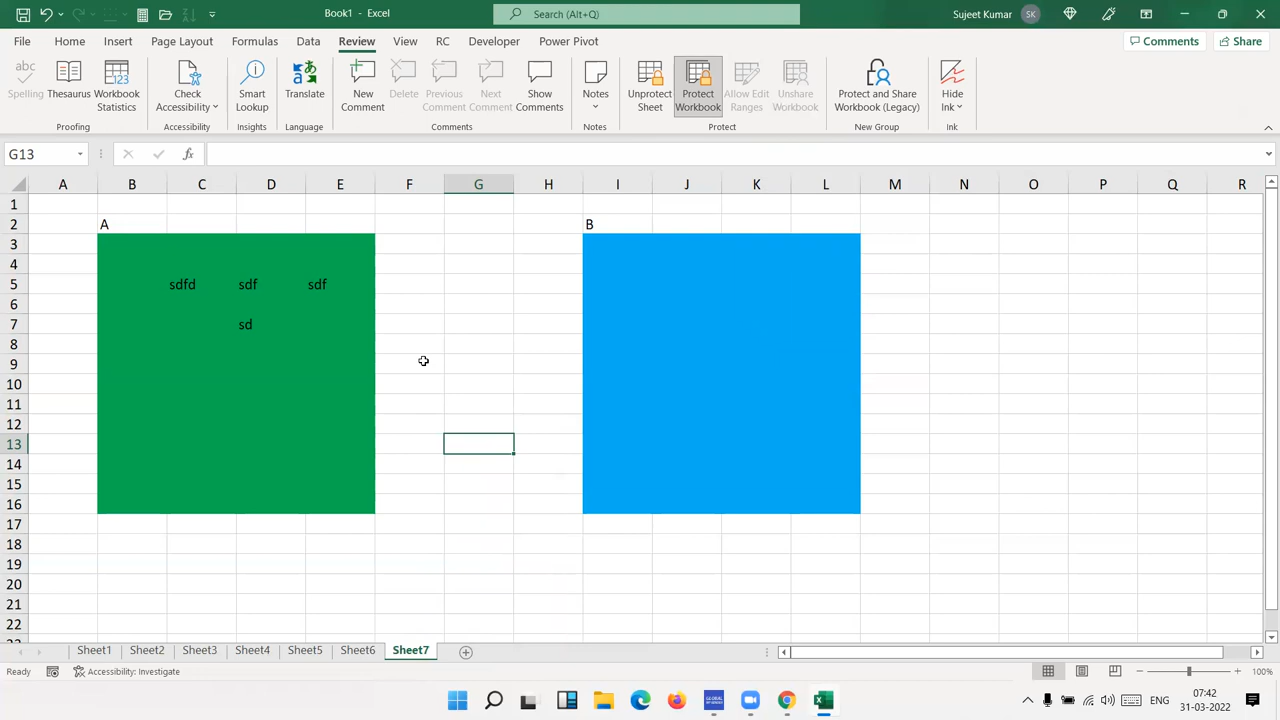 Book1 - Excel
Search (Alt+Q)
Sujeet Kumar
File Home Insert Page Layout Formulas Data Review View RC Developer Power Pivot
Comments Share
abc
123
Spelling Thesaurus Workbook Statistics
Check Accessibility
Smart Lookup
Translate
New Comment
Delete
Previous Comment
Next Comment
Show Comments
Notes
Unprotect Sheet
Protect Workbook
Allow Edit Ranges
Unshare Workbook
Protect and Share Workbook (Legacy)
Hide Ink
Proofing Accessibility Insights Language Comments Notes Protect New Group Ink
G13 fx
A B C D E F G H I J K L M N O P Q R
1
2 A B
3
4
5 sdfd sdf sdf
6
7 sd
8
9
10
11
12
13
14
15
16
17
18
19
20
21
22
Sheet1 Sheet2 Sheet3 Sheet4 Sheet5 Sheet6 Sheet7
Ready Accessibility: Investigate 100%
ENG
07:42
31-03-2022